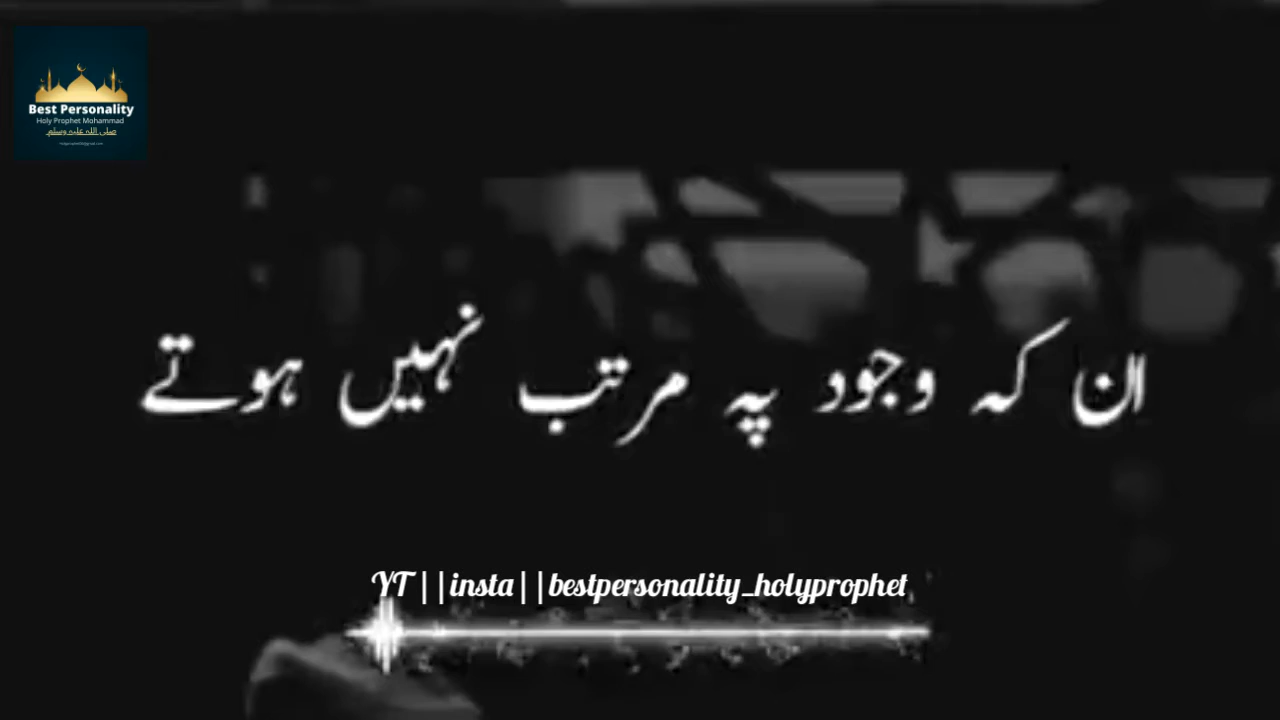 Best Personality
Holy Prophet Mohammad
صلی اللہ علیہ وسلم
ان کہ وجود پہ مرتب نہیں ہوتے
YT||insta||bestpersonality_holyprophet